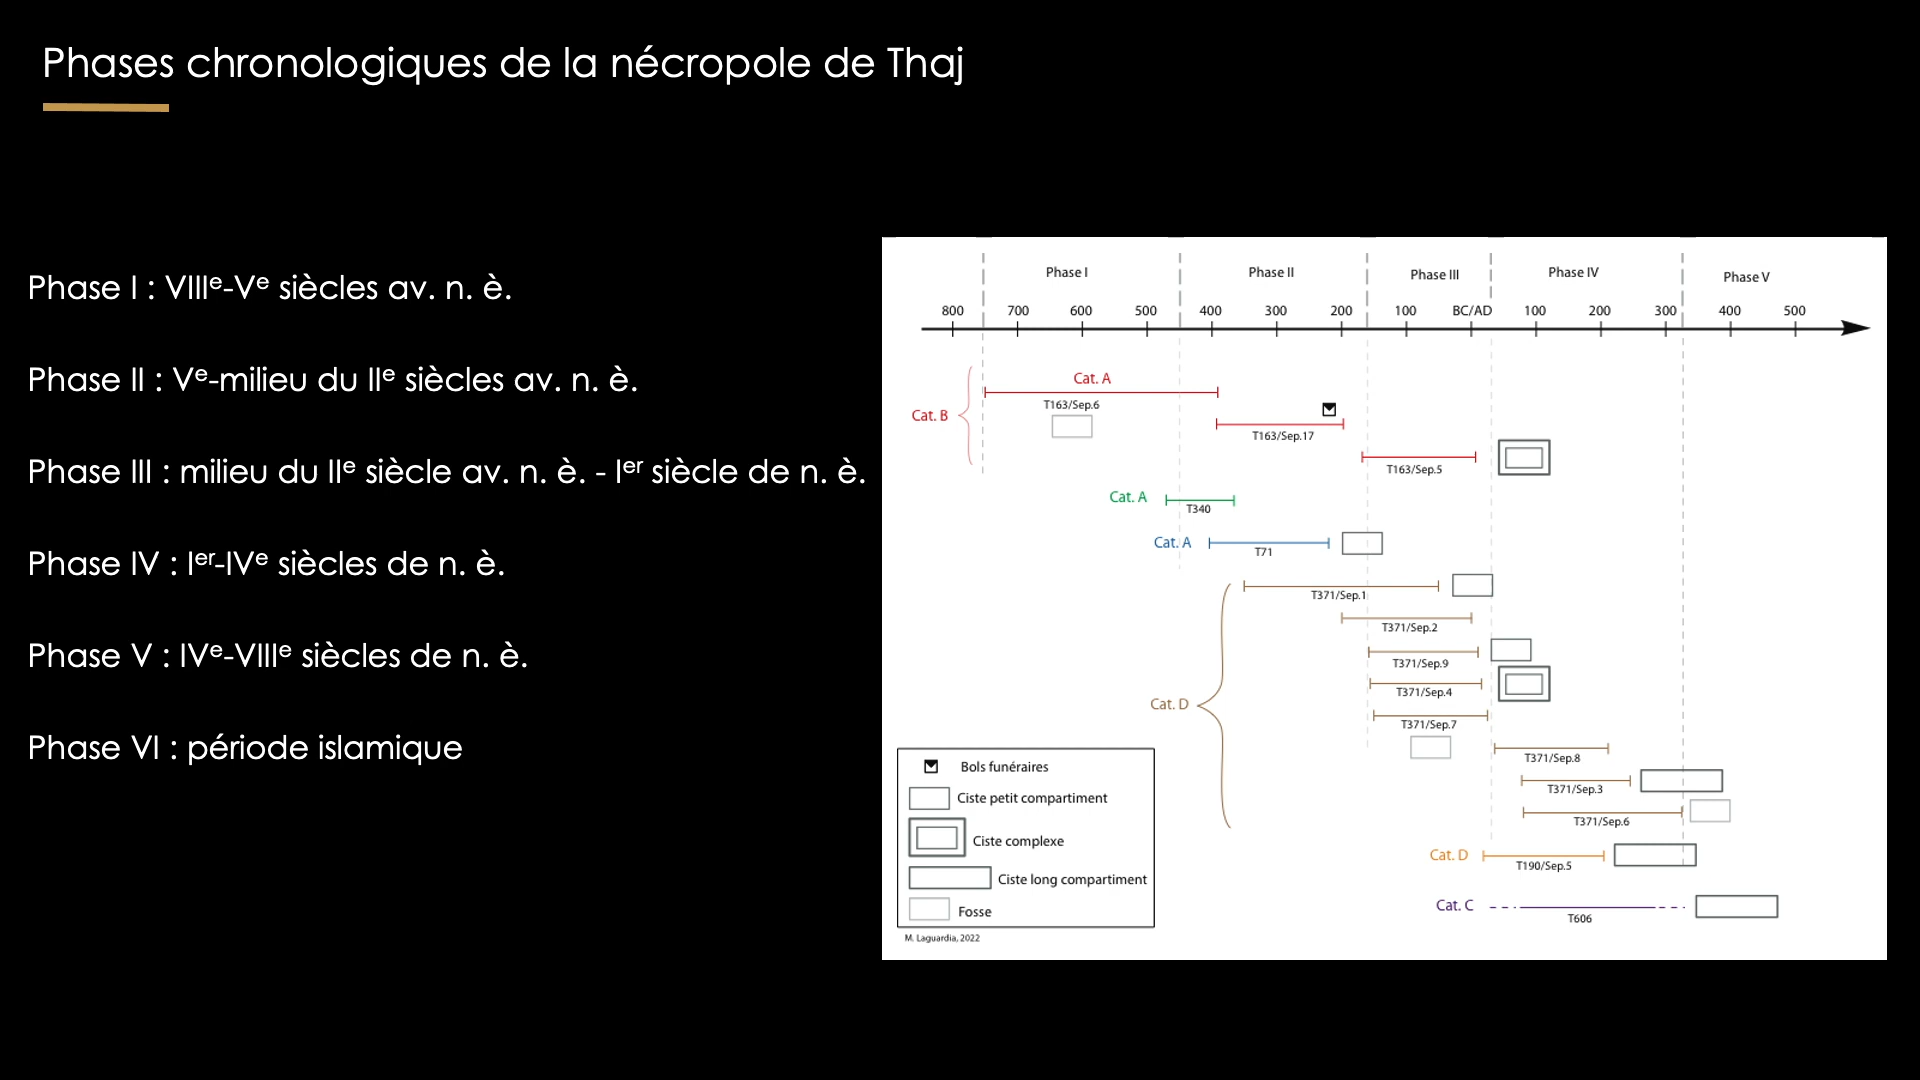 Phases chronologiques de la nécropole de Thaj
Phase I : VIIIᵉ-Vᵉ siècles av. n. è.
Phase II : Vᵉ-milieu du IIᵉ siècles av. n. è.
Phase III : milieu du IIᵉ siècle av. n. è. - Iᵉʳ siècle de n. è.
Phase IV : Iᵉʳ-IVᵉ siècles de n. è.
Phase V : IVᵉ-VIIIᵉ siècles de n. è.
Phase VI : période islamique
Phase I Phase II Phase III Phase IV Phase V
800 700 600 500 400 300 200 100 BC/AD 100 200 300 400 500
Cat. A
T163/Sep.6
Cat. B
T163/Sep.17
T163/Sep.5
Cat. A
T340
Cat. A
T71
T371/Sep.1
T371/Sep.2
T371/Sep.9
T371/Sep.4
Cat. D
T371/Sep.7
T371/Sep.8
T371/Sep.3
T371/Sep.6
Cat. D
T190/Sep.5
Cat. C
T606
Bols funéraires
Ciste petit compartiment
Ciste complexe
Ciste long compartiment
Fosse
M. Laguardia, 2022